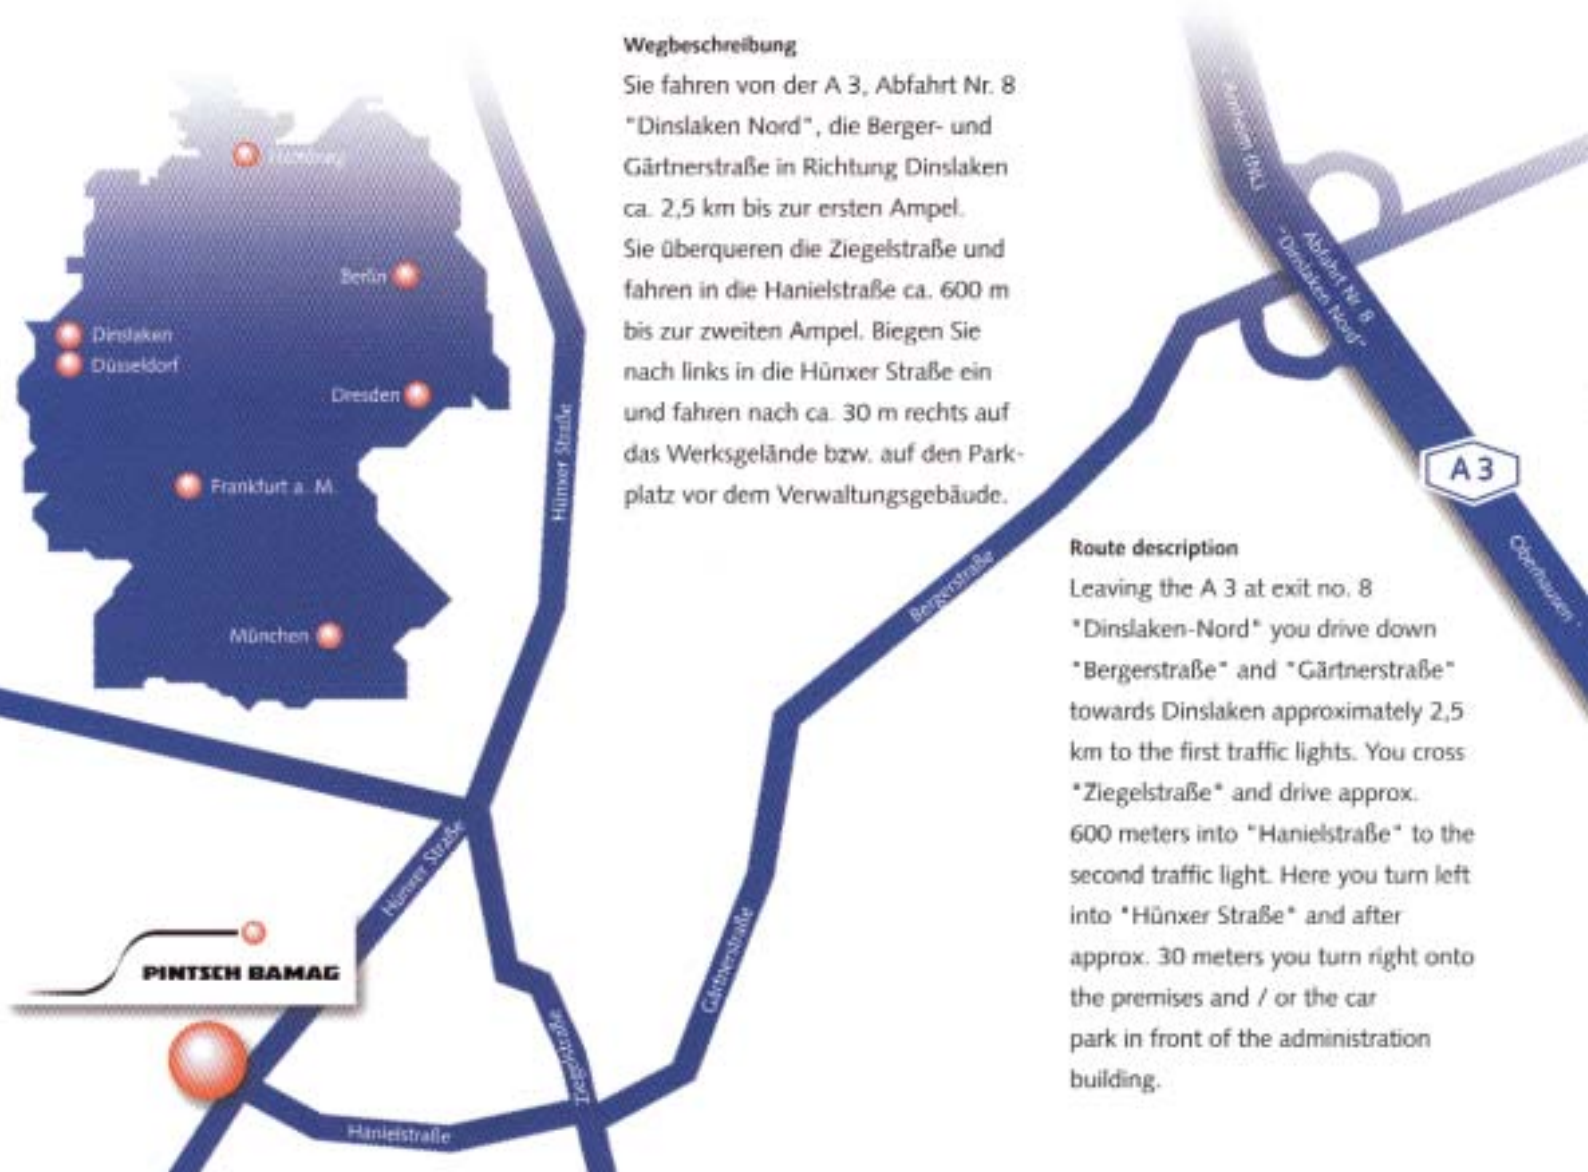 Wegbeschreibung
Sie fahren von der A 3, Abfahrt Nr. 8
"Dinslaken Nord", die Berger- und
Gärtnerstraße in Richtung Dinslaken
ca. 2,5 km bis zur ersten Ampel.
Sie überqueren die Ziegelstraße und
fahren in die Hanielstraße ca. 600 m
bis zur zweiten Ampel. Biegen Sie
nach links in die Hünxer Straße ein
und fahren nach ca. 30 m rechts auf
das Werksgelände bzw. auf den Park-
platz vor dem Verwaltungsgebäude.
Hamburg
Berlin
Dinslaken
Düsseldorf
Dresden
Frankfurt a. M.
München
Hünxer Straße
Arnheim (NL)
Abfahrt Nr. 8
"Dinslaken Nord"
A 3
Oberhausen
Bergerstraße
Route description
Leaving the A 3 at exit no. 8
"Dinslaken-Nord" you drive down
"Bergerstraße" and "Gärtnerstraße"
towards Dinslaken approximately 2,5
km to the first traffic lights. You cross
"Ziegelstraße" and drive approx.
600 meters into "Hanielstraße" to the
second traffic light. Here you turn left
into "Hünxer Straße" and after
approx. 30 meters you turn right onto
the premises and / or the car
park in front of the administration
building.
Hünxer Straße
PINTSCH BAMAG
Gärtnerstraße
Ziegelstraße
Hanielstraße